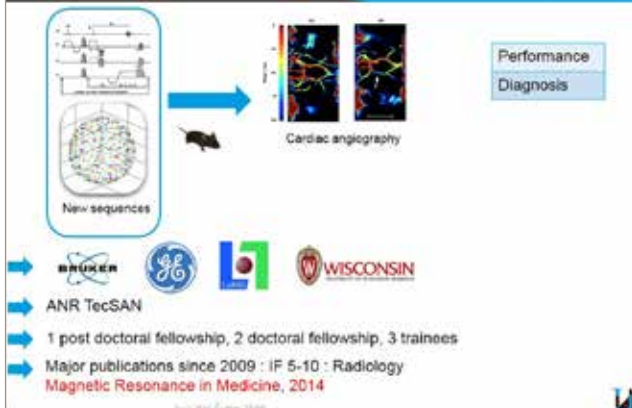 Performance
Diagnosis
Cardiac angiography
New sequences
BRUKER
GE
WISCONSIN
ANR TecSAN
1 post doctoral fellowship, 2 doctoral fellowship, 3 trainees
Major publications since 2009 : IF 5-10 : Radiology
Magnetic Resonance in Medicine, 2014